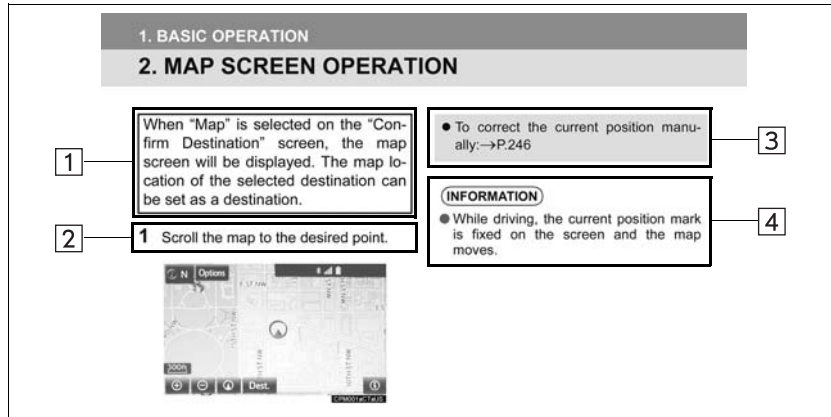 1. BASIC OPERATION
2. MAP SCREEN OPERATION
1
When “Map” is selected on the “Con-
firm Destination” screen, the map
screen will be displayed. The map lo-
cation of the selected destination can
be set as a destination.
2
1 Scroll the map to the desired point.
N Options
E ST NW
300ft
Dest.
● To correct the current position manu-
ally:→P.246
3
INFORMATION
● While driving, the current position mark
is fixed on the screen and the map
moves.
4